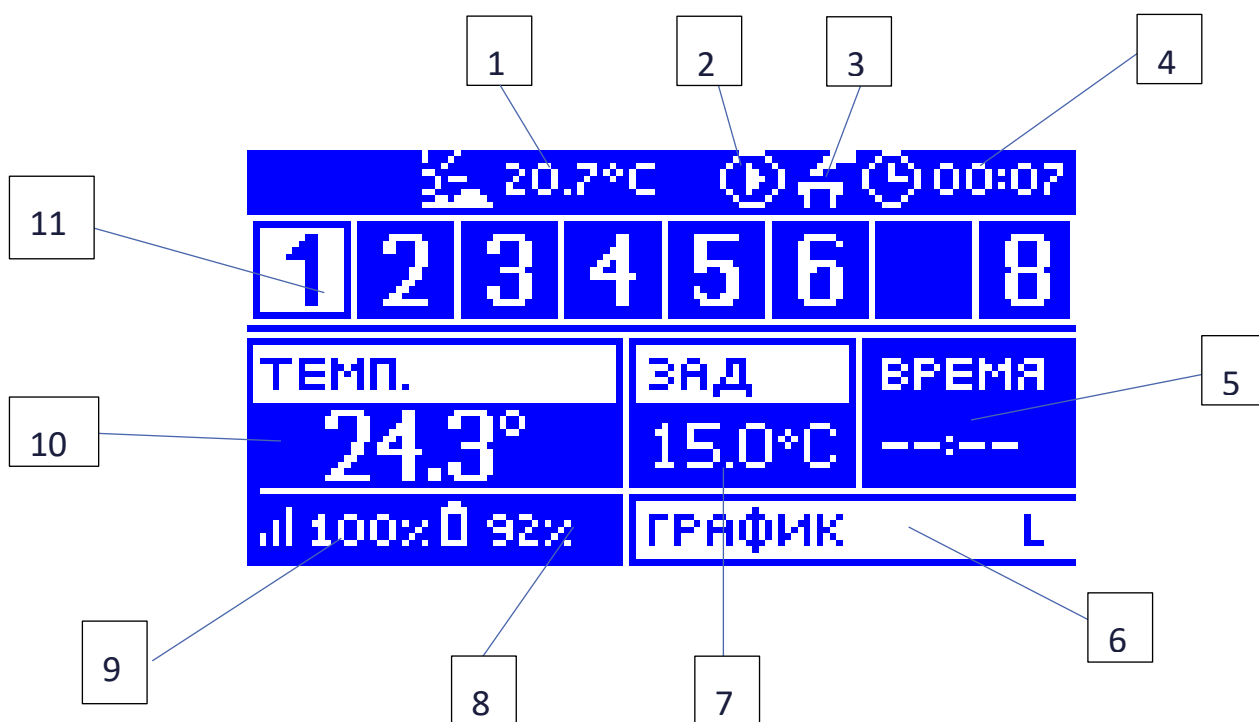 1 2 3 4
20.7°C 00:07
11
1 2 3 4 5 6 8
ТЕМП. ЗАД ВРЕМЯ
5
10
24.3° 15.0°C --:--
100% 92% ГРАФИК L
6
9 8 7